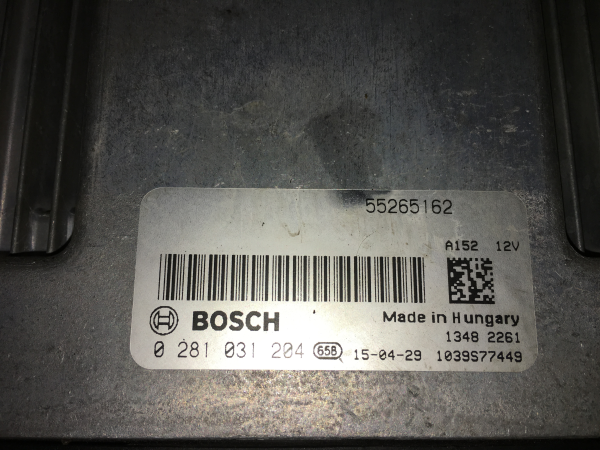 55265162
A152 12V
BOSCH
Made in Hungary
1348 2261
0 281 031 204 658 15-04-29 1039S77449